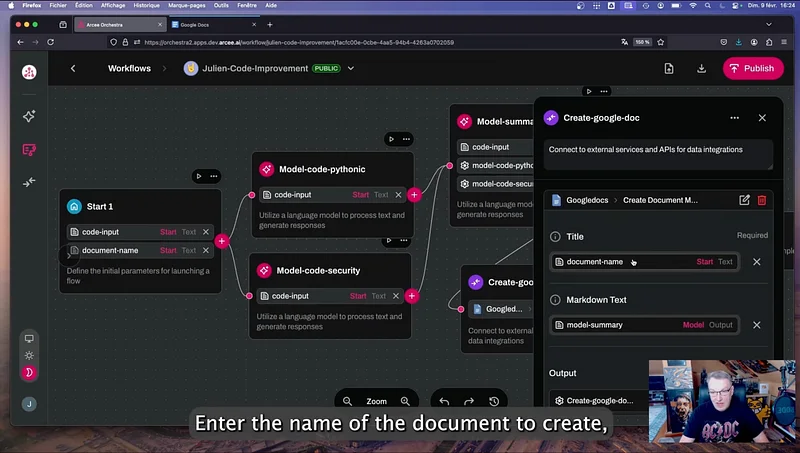 Firefox Fichier Édition Affichage Historique Marque-pages Outils Fenêtre Aide Dim. 9 févr. 16:24
Arcee Orchestra Google Docs
https://orchestra2.apps.dev.arcee.ai/workflow/julien-code-improvement/1acfc00e-0cbe-4aa5-94b4-4263a0702059 150 %
Workflows Julien-Code-Improvement PUBLIC Publish
Start 1
code-input Start Text
document-name Start Text
Define the initial parameters for launching a
flow
Model-code-pythonic
code-input Start Text
Utilize a language model to process text and
generate responses
Model-code-security
code-input Start Text
Utilize a language model to process text and
generate responses
Model-summa
code-input
model-code-pytho
model-code-secu
Utilize a language
generate response
Create-goo
Googled...
Connect to external
data integrations
Create-google-doc
Connect to external services and APIs for data integrations
Googledocs > Create Document M...
Title Required
document-name Start Text
Markdown Text
model-summary Model Output
Output
Create-google-do...
Zoom
J
Enter the name of the document to create,
AC DC